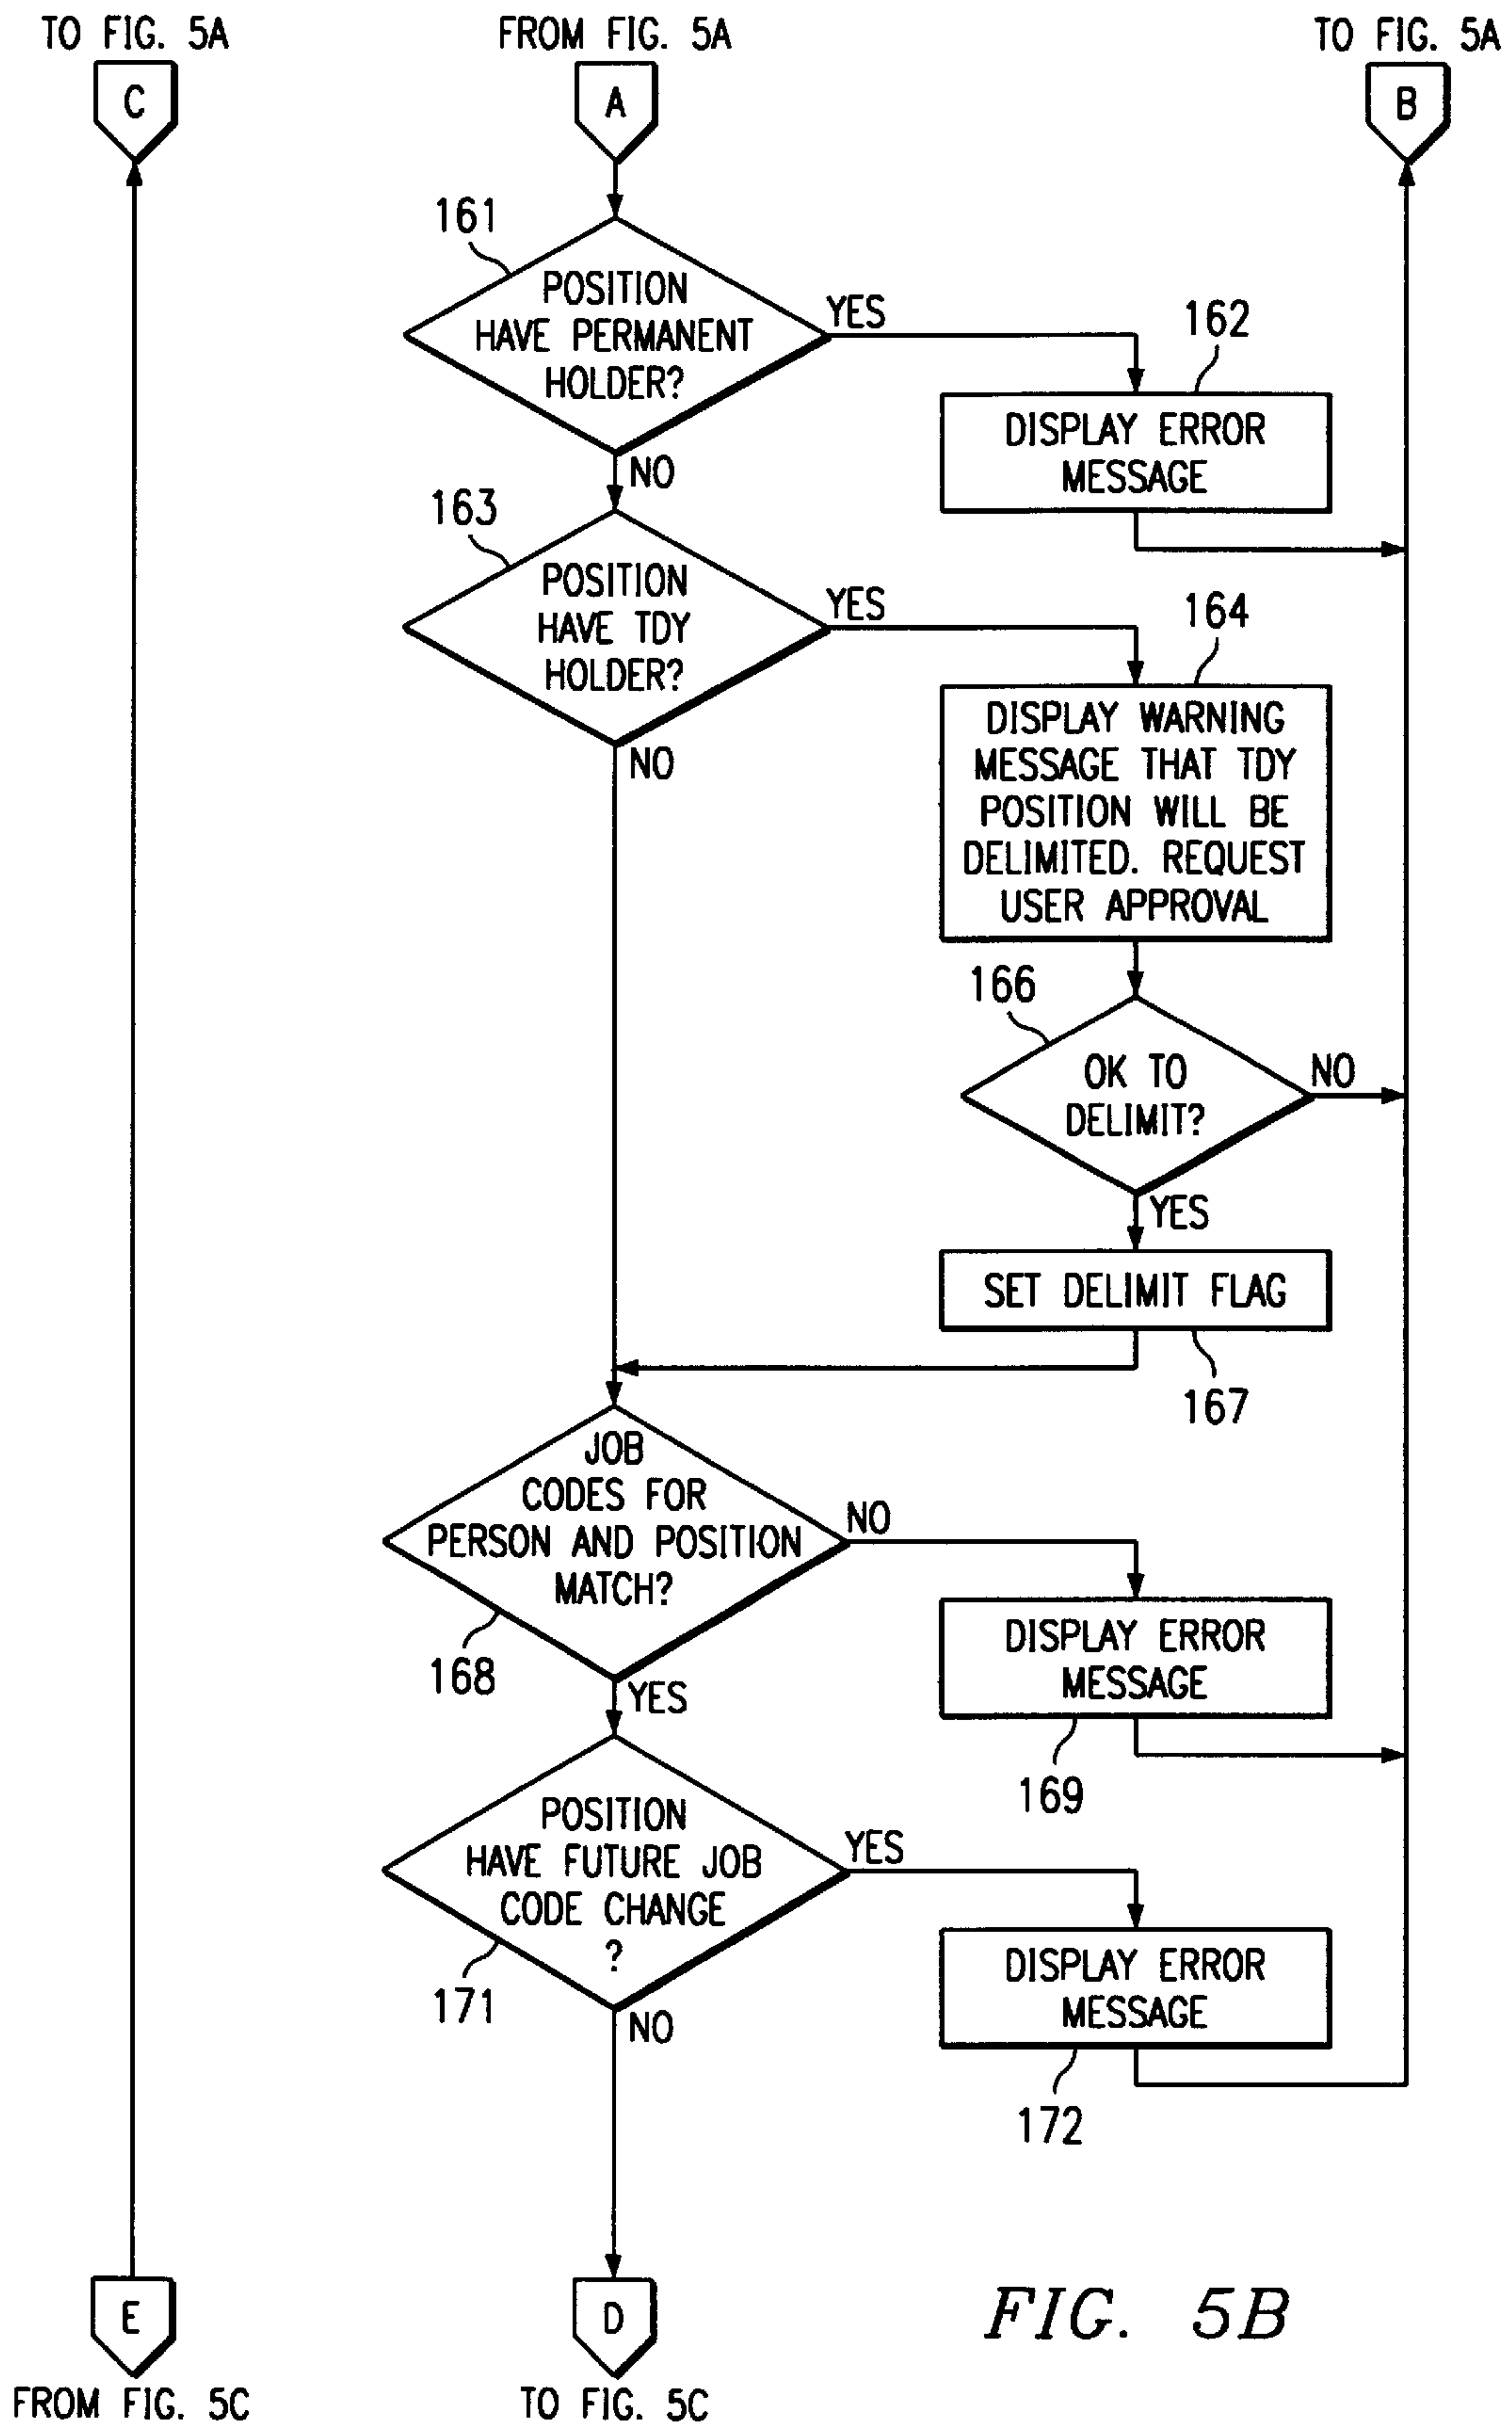 TO FIG. 5A
FROM FIG. 5A
TO FIG. 5A
C
A
B
161
POSITION
HAVE PERMANENT
HOLDER?
YES
162
DISPLAY ERROR
MESSAGE
NO
163
POSITION
HAVE TDY
HOLDER?
YES
164
DISPLAY WARNING
MESSAGE THAT TDY
POSITION WILL BE
DELIMITED. REQUEST
USER APPROVAL
NO
166
OK TO
DELIMIT?
NO
YES
SET DELIMIT FLAG
167
JOB
CODES FOR
PERSON AND POSITION
MATCH?
NO
168
DISPLAY ERROR
MESSAGE
YES
169
POSITION
HAVE FUTURE JOB
CODE CHANGE
?
YES
171
DISPLAY ERROR
MESSAGE
NO
172
E
D
FIG. 5B
FROM FIG. 5C
TO FIG. 5C